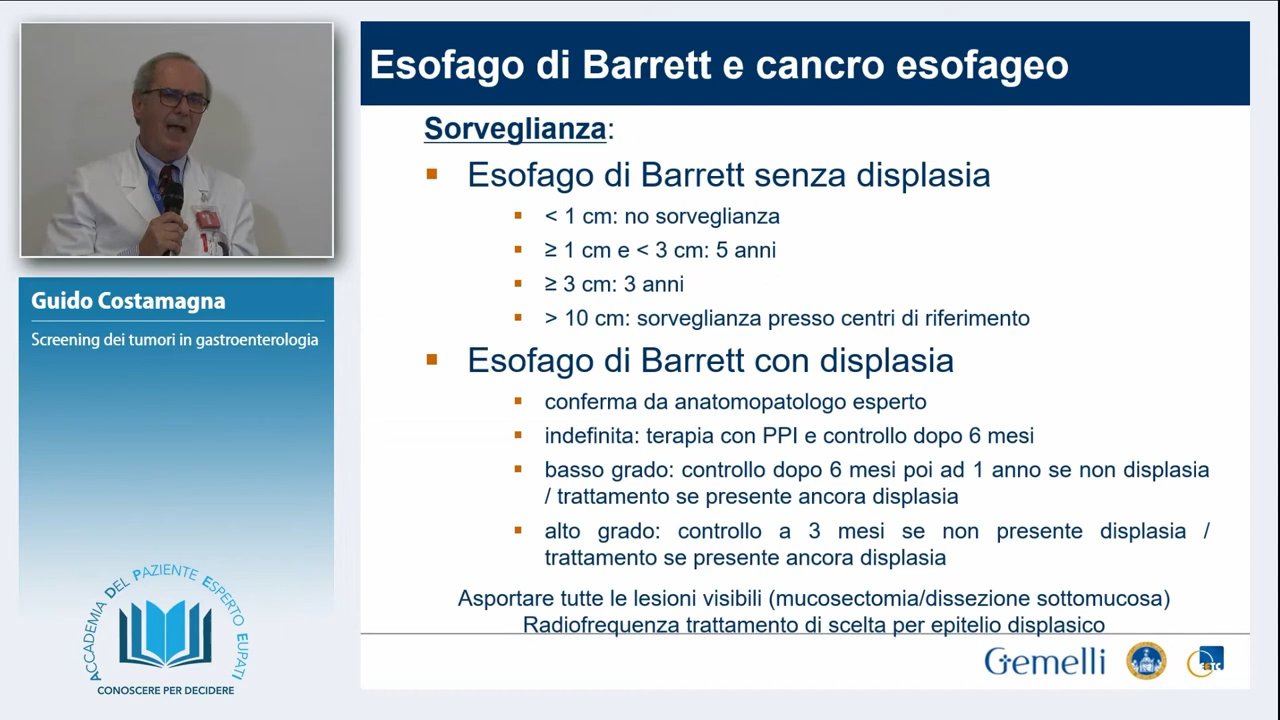 Esofago di Barrett e cancro esofageo
Sorveglianza:
Esofago di Barrett senza displasia
< 1 cm: no sorveglianza
≥ 1 cm e < 3 cm: 5 anni
≥ 3 cm: 3 anni
> 10 cm: sorveglianza presso centri di riferimento
Esofago di Barrett con displasia
conferma da anatomopatologo esperto
indefinita: terapia con PPI e controllo dopo 6 mesi
basso grado: controllo dopo 6 mesi poi ad 1 anno se non displasia
/ trattamento se presente ancora displasia
alto grado: controllo a 3 mesi se non presente displasia /
trattamento se presente ancora displasia
Asportare tutte le lesioni visibili (mucosectomia/dissezione sottomucosa)
Radiofrequenza trattamento di scelta per epitelio displasico
Gemelli
Guido Costamagna
Screening dei tumori in gastroenterologia
ACCADEMIA DEL PAZIENTE ESPERTO EUPATI
CONOSCERE PER DECIDERE